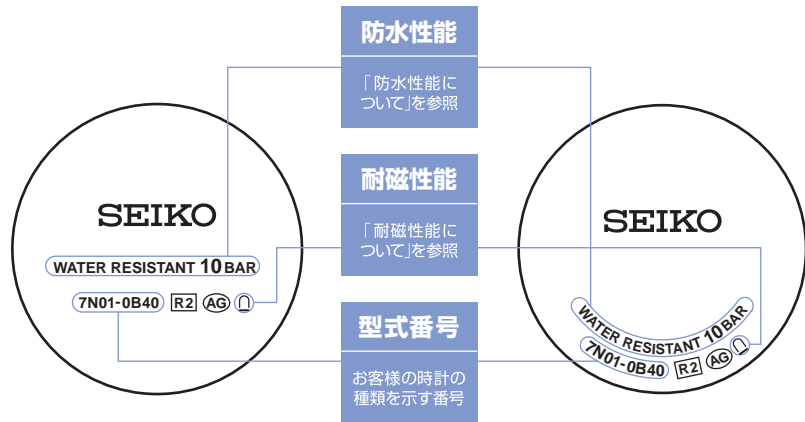 防水性能
「防水性能に
ついて」を参照
耐磁性能
「耐磁性能に
ついて」を参照
型式番号
お客様の時計の
種類を示す番号
SEIKO
WATER RESISTANT 10 BAR
7N01-0B40 R2 AG
SEIKO
WATER RESISTANT 10 BAR
7N01-0B40 R2 AG